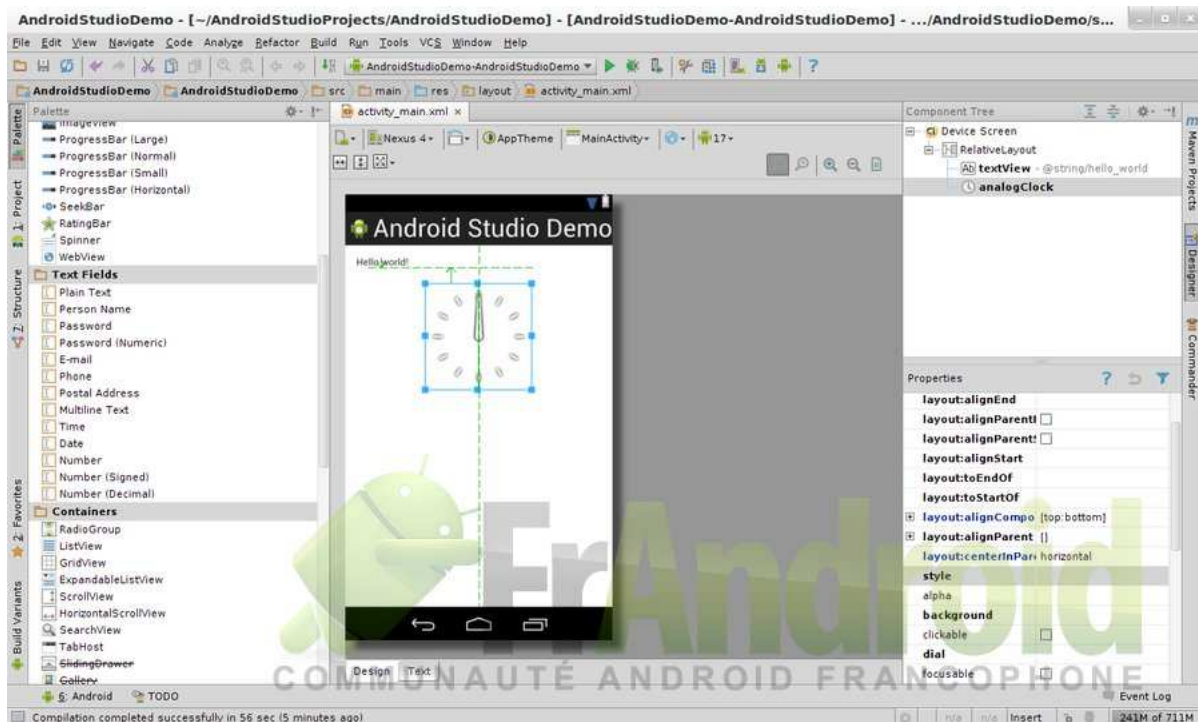 AndroidStudioDemo - [~/AndroidStudioProjects/AndroidStudioDemo] - [AndroidStudioDemo-AndroidStudioDemo] - .../AndroidStudioDemo/s...
File Edit View Navigate Code Analyze Refactor Build Run Tools VCS Window Help
AndroidStudioDemo-AndroidStudioDemo
AndroidStudioDemo AndroidStudioDemo src main res layout activity_main.xml
Palette
ImageView
ProgressBar (Large)
ProgressBar (Normal)
ProgressBar (Small)
ProgressBar (Horizontal)
SeekBar
RatingBar
Spinner
WebView
Text Fields
Plain Text
Person Name
Password
Password (Numeric)
E-mail
Phone
Postal Address
Multiline Text
Time
Date
Number
Number (Signed)
Number (Decimal)
Containers
RadioGroup
ListView
GridView
ExpandableListView
ScrollView
HorizontalScrollView
SearchView
TabHost
SlidingDrawer
Gallery
Palette
1: Project
7: Structure
2: Favorites
Build Variants
activity_main.xml
Nexus 4 AppTheme MainActivity 17
Android Studio Demo
Hello world!
Design Text
Component Tree
Device Screen
RelativeLayout
textView - @string/hello_world
analogClock
Properties
layout:alignEnd
layout:alignParentE
layout:alignParentS
layout:alignStart
layout:toEndOf
layout:toStartOf
layout:alignCompo [top:bottom]
layout:alignParent []
layout:centerInPare horizontal
style
alpha
background
clickable
dial
focusable
Maven Projects
Designer
Commander
FrAndroid
COMMUNAUTÉ ANDROID FRANCOPHONE
6: Android TODO Event Log
Compilation completed successfully in 56 sec (5 minutes ago) n/a n/a Insert 241M of 711M